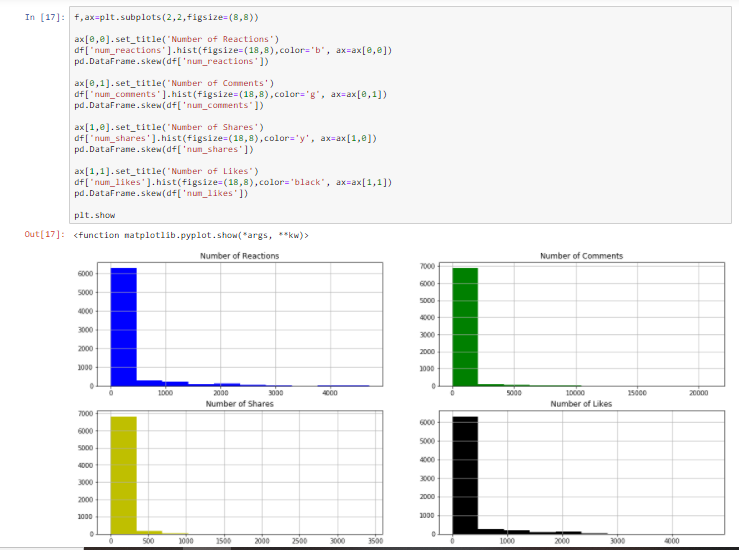 In [17]: f,ax=plt.subplots(2,2,figsize=(8,8))
ax[0,0].set_title('Number of Reactions')
df['num_reactions'].hist(figsize=(18,8),color='b', ax=ax[0,0])
pd.DataFrame.skew(df['num_reactions'])
ax[0,1].set_title('Number of Comments')
df['num_comments'].hist(figsize=(18,8),color='g', ax=ax[0,1])
pd.DataFrame.skew(df['num_comments'])
ax[1,0].set_title('Number of Shares')
df['num_shares'].hist(figsize=(18,8),color='y', ax=ax[1,0])
pd.DataFrame.skew(df['num_shares'])
ax[1,1].set_title('Number of Likes')
df['num_likes'].hist(figsize=(18,8),color='black', ax=ax[1,1])
pd.DataFrame.skew(df['num_likes'])
plt.show
Out[17]: <function matplotlib.pyplot.show(*args, **kw)>
Number of Reactions
6000
5000
4000
3000
2000
1000
0
0 1000 2000 3000 4000
Number of Comments
7000
6000
5000
4000
3000
2000
1000
0
0 5000 10000 15000 20000
Number of Shares
7000
6000
5000
4000
3000
2000
1000
0
0 500 1000 1500 2000 2500 3000 3500
Number of Likes
6000
5000
4000
3000
2000
1000
0
0 1000 2000 3000 4000